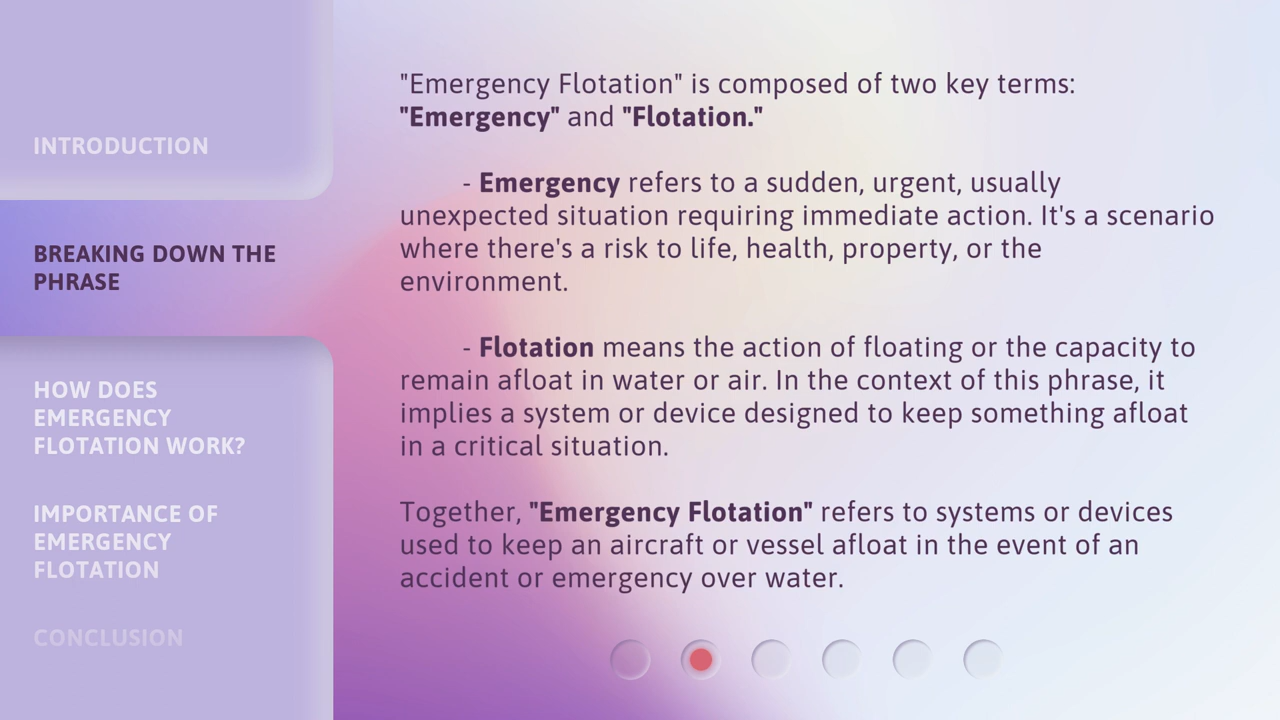 INTRODUCTION
BREAKING DOWN THE
PHRASE
HOW DOES
EMERGENCY
FLOTATION WORK?
IMPORTANCE OF
EMERGENCY
FLOTATION
CONCLUSION
"Emergency Flotation" is composed of two key terms:
"Emergency" and "Flotation."
- Emergency refers to a sudden, urgent, usually
unexpected situation requiring immediate action. It's a scenario
where there's a risk to life, health, property, or the
environment.
- Flotation means the action of floating or the capacity to
remain afloat in water or air. In the context of this phrase, it
implies a system or device designed to keep something afloat
in a critical situation.
Together, "Emergency Flotation" refers to systems or devices
used to keep an aircraft or vessel afloat in the event of an
accident or emergency over water.